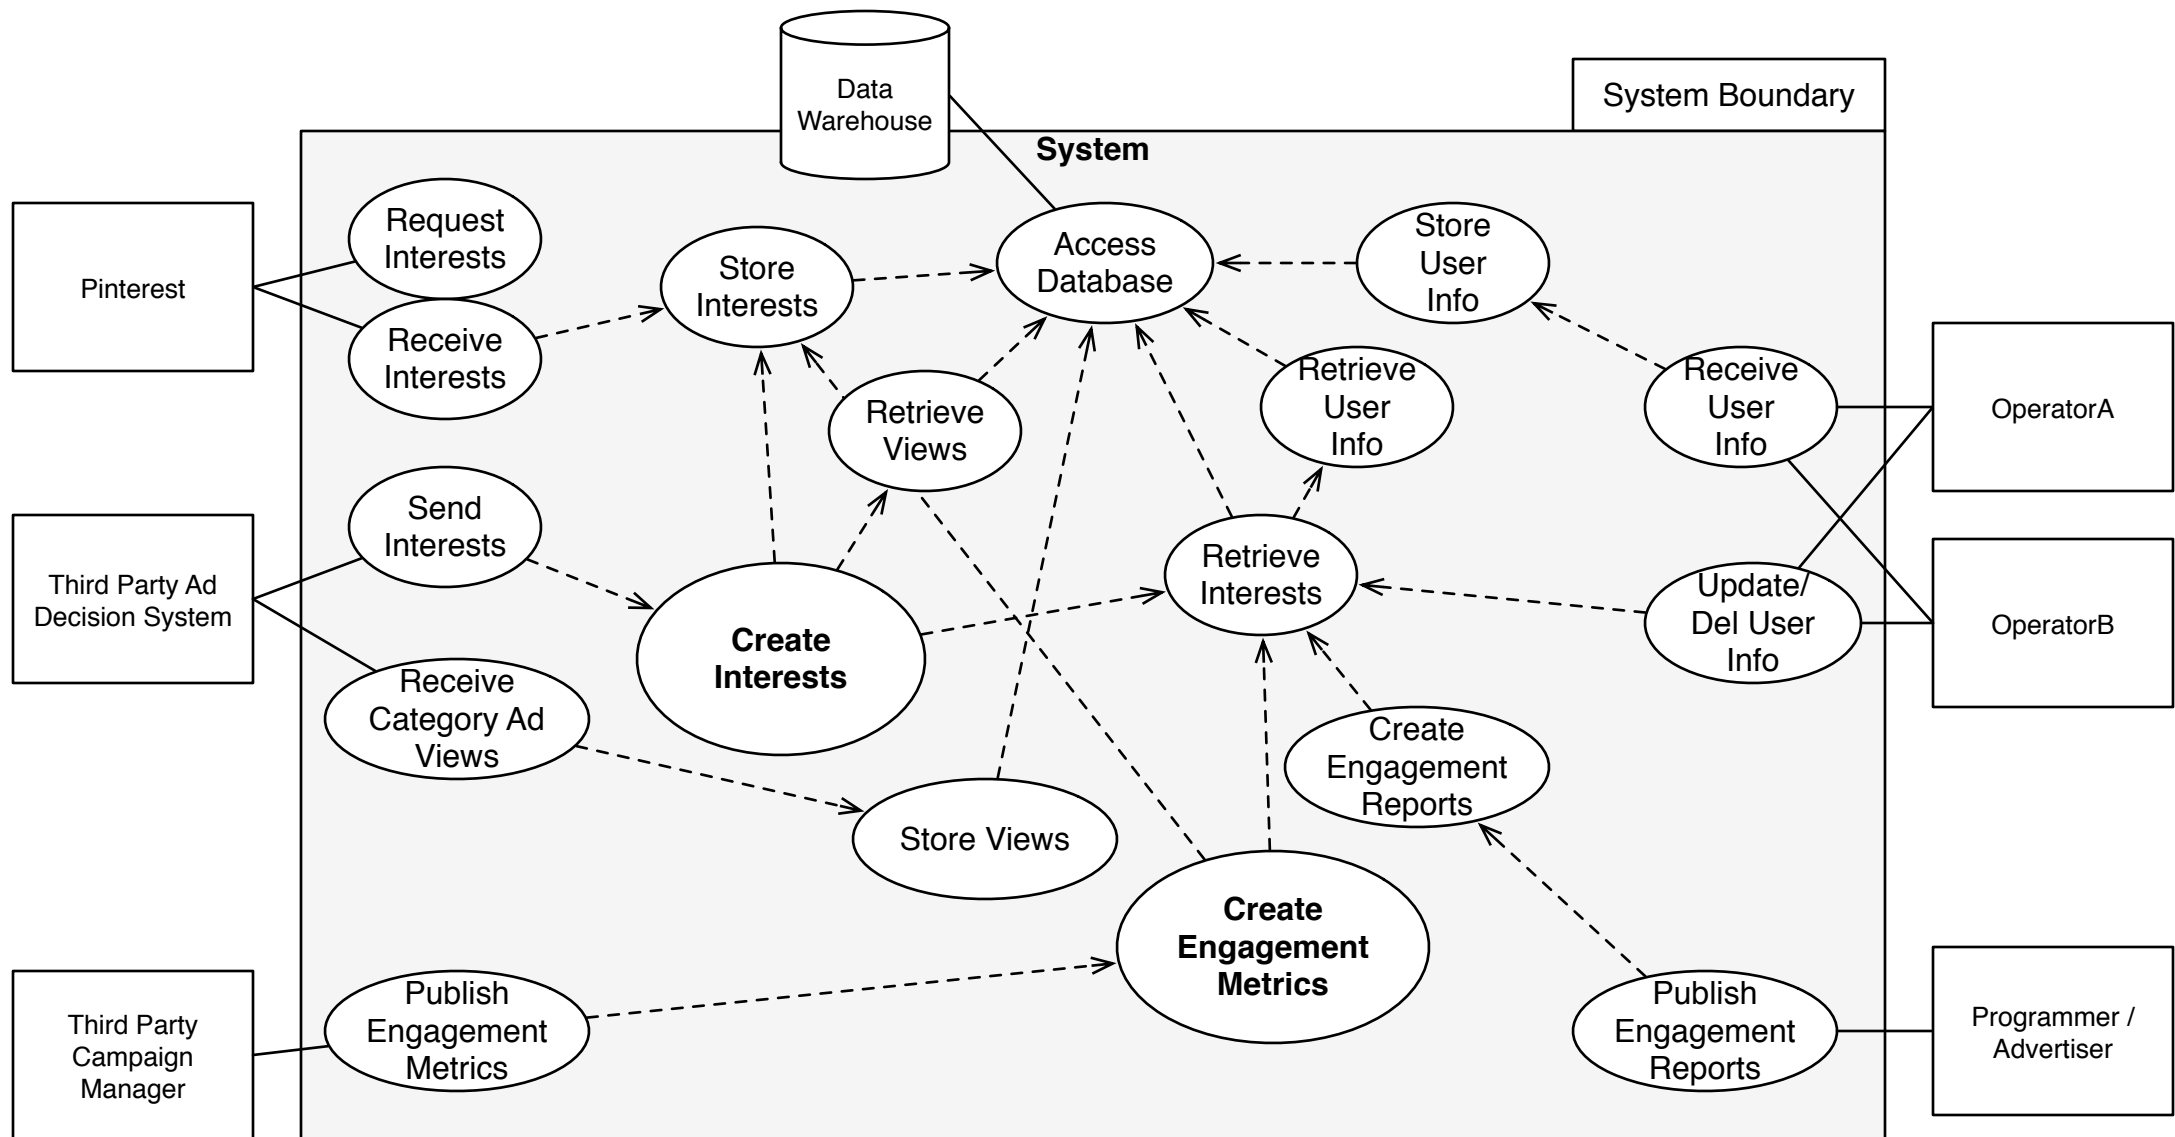 Data
Warehouse
System Boundary
System
Pinterest
Request
Interests
Receive
Interests
Store
Interests
Access
Database
Store
User
Info
Retrieve
Views
Retrieve
User
Info
Receive
User
Info
OperatorA
Third Party Ad
Decision System
Send
Interests
Create
Interests
Retrieve
Interests
Update/
Del User
Info
OperatorB
Receive
Category Ad
Views
Store Views
Create
Engagement
Reports
Create
Engagement
Metrics
Third Party
Campaign
Manager
Publish
Engagement
Metrics
Publish
Engagement
Reports
Programmer /
Advertiser